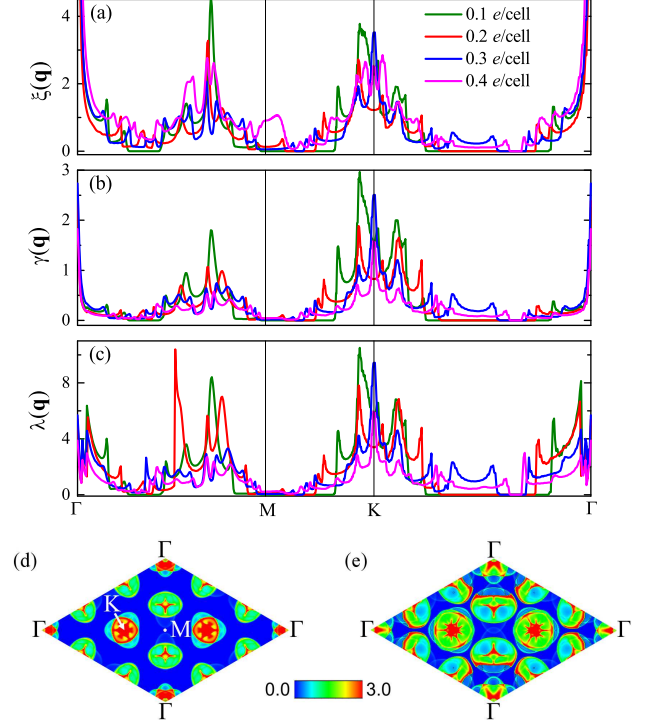 (a)
0.1 e/cell
0.2 e/cell
0.3 e/cell
0.4 e/cell
4
2
0
ξ(q)
(b)
3
2
1
0
γ(q)
(c)
8
4
0
λ(q)
Γ M K Γ
(d) Γ (e) Γ
K
Γ M Γ Γ Γ
0.0 3.0
Γ Γ